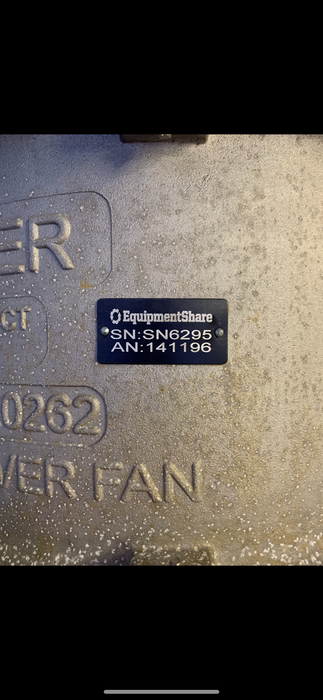 ER
CT
EquipmentShare
SN:SN6295
AN:141196
0262
VER FAN